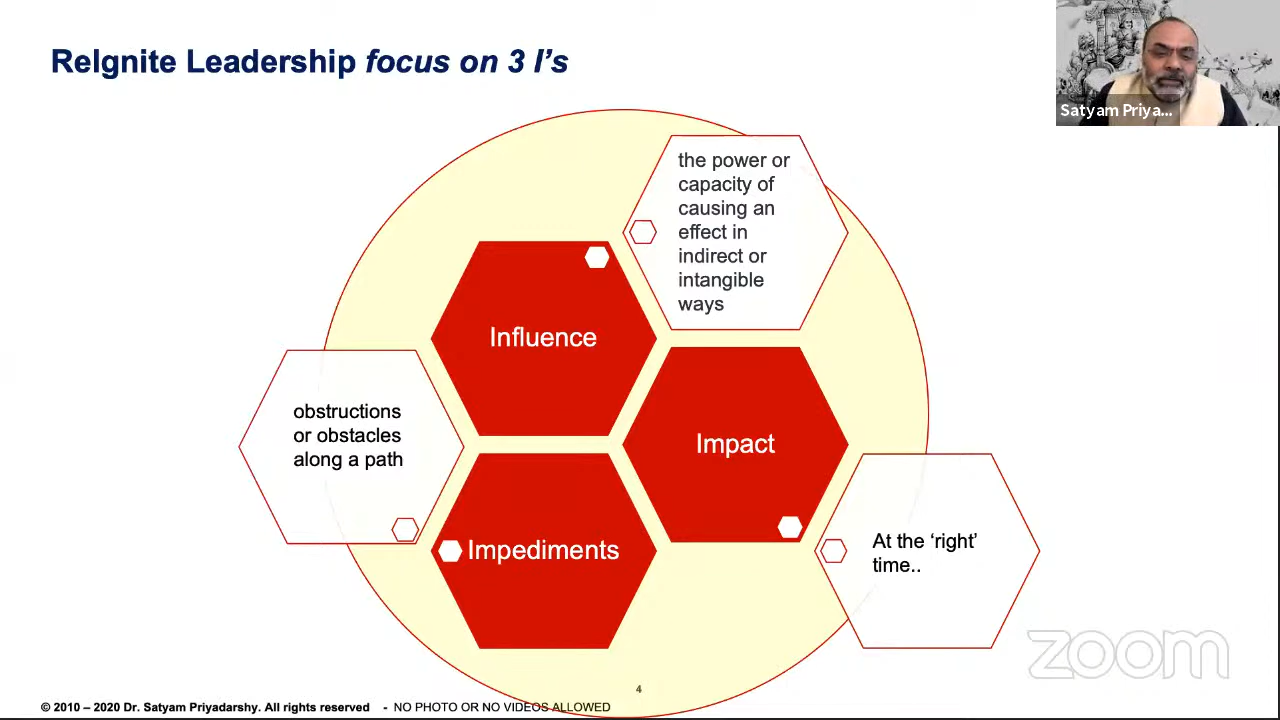 ReIgnite Leadership focus on 3 I’s
Satyam Priya...
the power or
capacity of
causing an
effect in
indirect or
intangible
ways
Influence
obstructions
or obstacles
along a path
Impact
Impediments
At the ‘right’
time..
zoom
4
© 2010 – 2020 Dr. Satyam Priyadarshy. All rights reserved - NO PHOTO OR NO VIDEOS ALLOWED